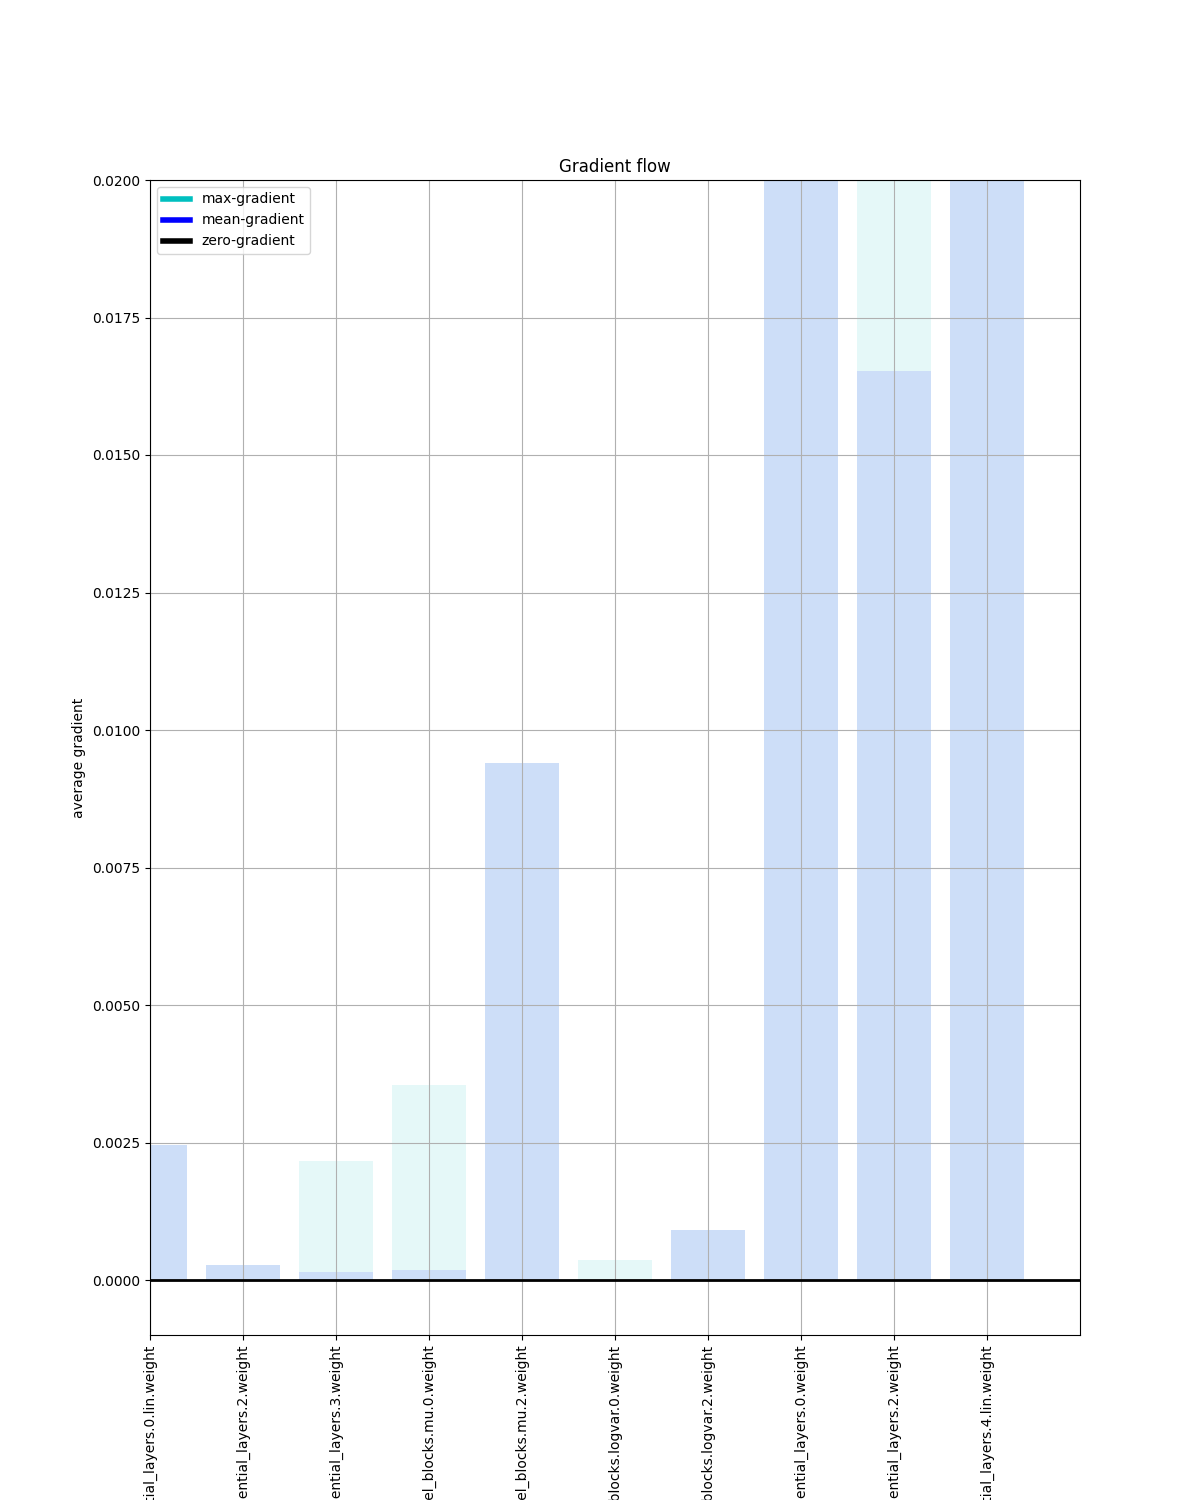 Gradient flow
max-gradient
mean-gradient
zero-gradient
0.0200
0.0175
0.0150
0.0125
0.0100
0.0075
0.0050
0.0025
0.0000
average gradient
tial_layers.0.lin.weight
ential_layers.2.weight
ential_layers.3.weight
el_blocks.mu.0.weight
el_blocks.mu.2.weight
blocks.logvar.0.weight
blocks.logvar.2.weight
ential_layers.0.weight
ential_layers.2.weight
tial_layers.4.lin.weight